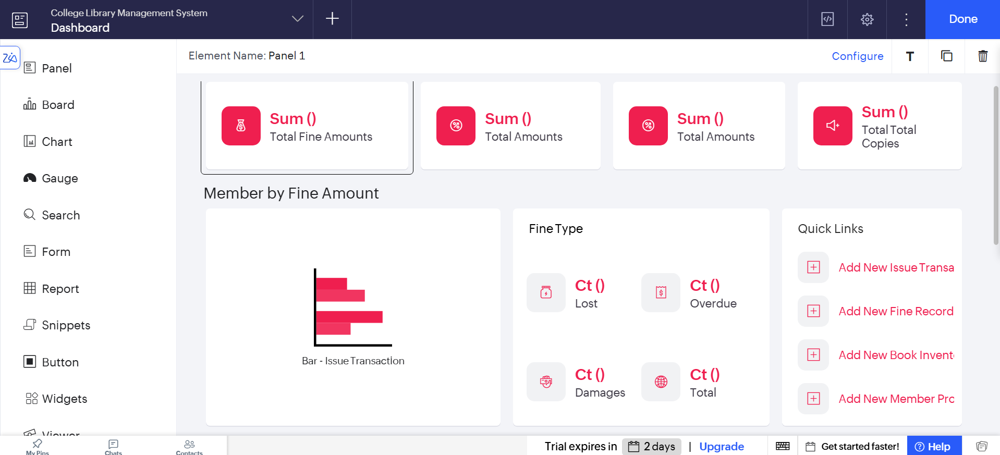 College Library Management System
Dashboard
Done
Zia
Element Name: Panel 1
Configure
T
Panel
Board
Chart
Gauge
Search
Form
Report
Snippets
Button
Widgets
Viewer
Sum ()
Total Fine Amounts
Sum ()
Total Amounts
Sum ()
Total Amounts
Sum ()
Total Total
Copies
Member by Fine Amount
Bar - Issue Transaction
Fine Type
Ct ()
Lost
Ct ()
Overdue
Ct ()
Damages
Ct ()
Total
Quick Links
Add New Issue Transa
Add New Fine Record
Add New Book Invent
Add New Member Pro
My Pins
Chats
Contacts
Trial expires in
2 days
|
Upgrade
Get started faster!
Help